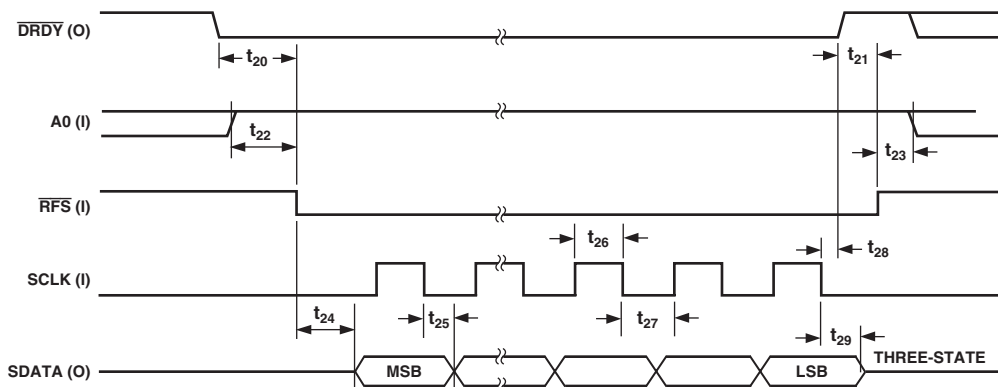 DRDY (O)
t20
t21
A0 (I)
t22
t23
RFS (I)
t26
t28
SCLK (I)
t24
t25
t27
t29
THREE-STATE
SDATA (O)
MSB
LSB